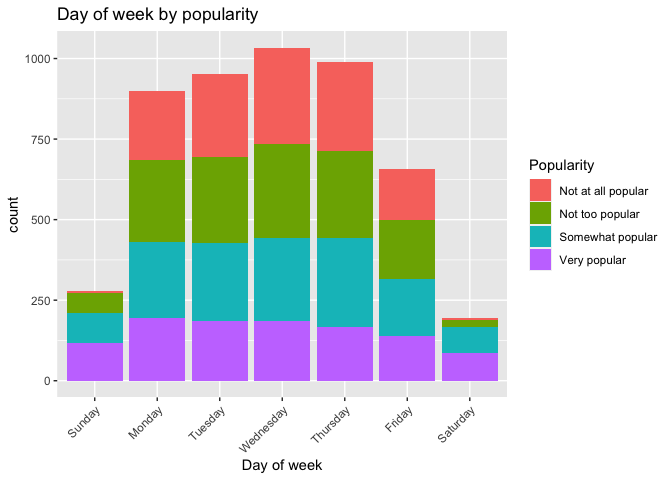 Day of week by popularity
count
1000
750
500
250
0
Sunday
Monday
Tuesday
Wednesday
Thursday
Friday
Saturday
Day of week
Popularity
Not at all popular
Not too popular
Somewhat popular
Very popular